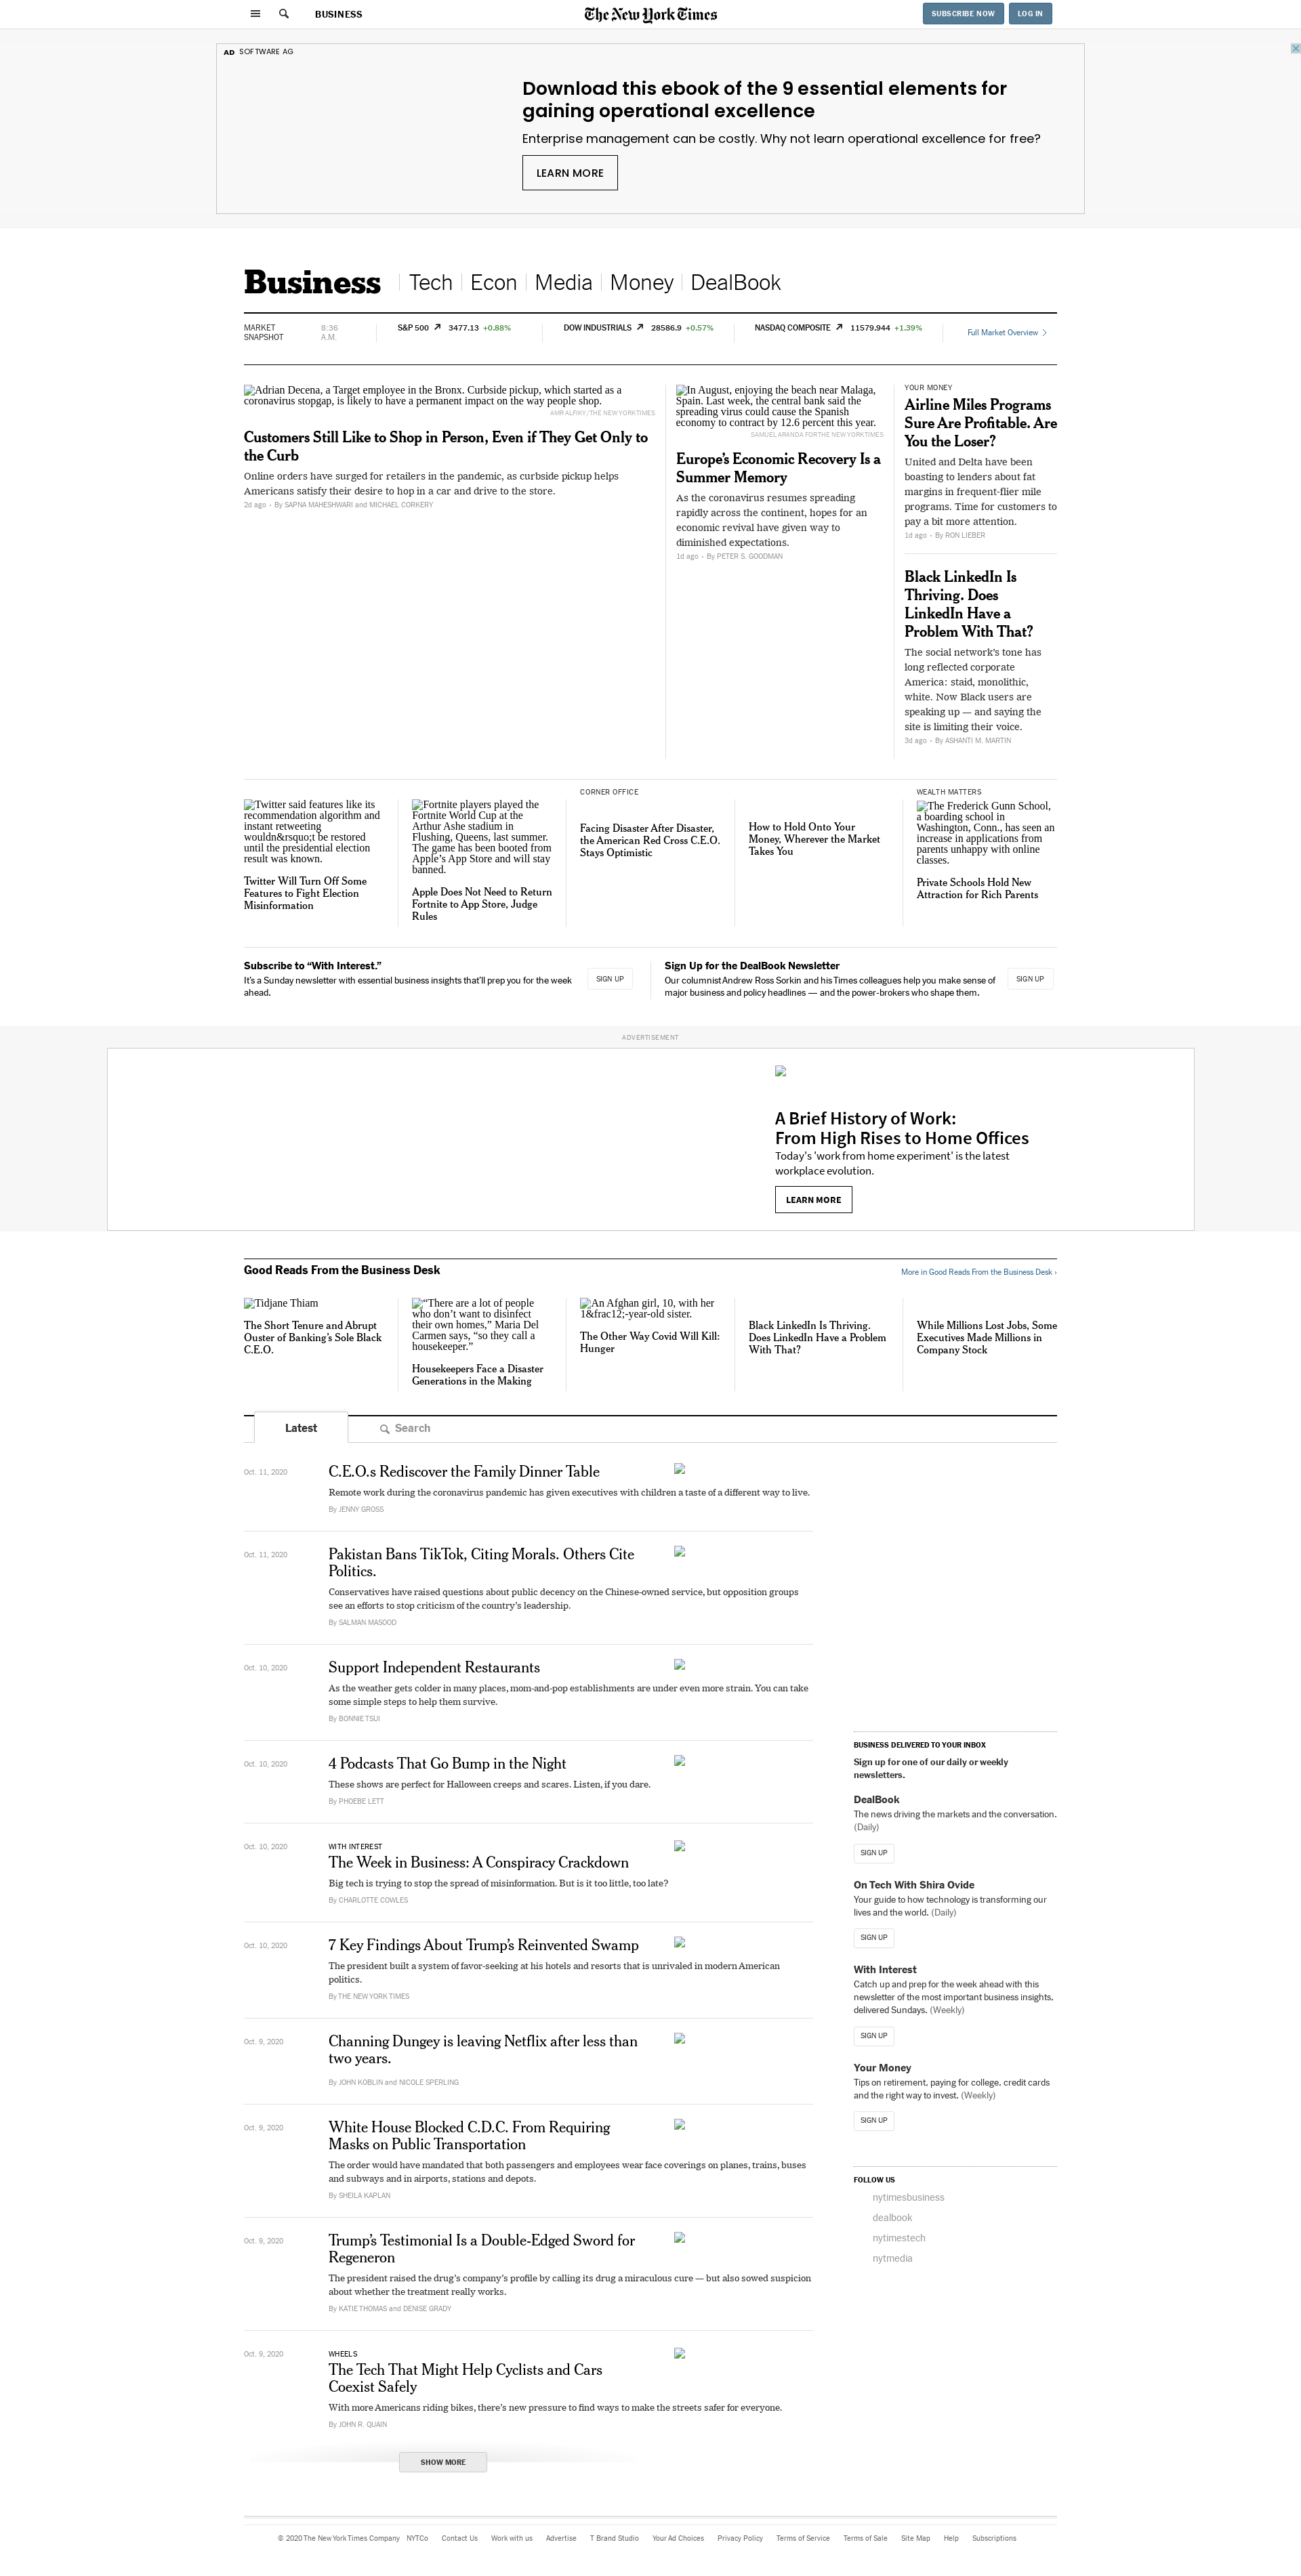 BUSINESS
The New York Times
SUBSCRIBE NOW
LOG IN
AD SOFTWARE AG
Download this ebook of the 9 essential elements for
gaining operational excellence
Enterprise management can be costly. Why not learn operational excellence for free?
LEARN MORE
Business
Tech
Econ
Media
Money
DealBook
MARKET
SNAPSHOT
8:36
A.M.
S&P 500 3477.13 +0.88%
DOW INDUSTRIALS 28586.9 +0.57%
NASDAQ COMPOSITE 11579.944 +1.39%
Full Market Overview
Adrian Decena, a Target employee in the Bronx. Curbside pickup, which started as a
coronavirus stopgap, is likely to have a permanent impact on the way people shop.
AMR ALFIKY/THE NEW YORK TIMES
Customers Still Like to Shop in Person, Even if They Get Only to
the Curb
Online orders have surged for retailers in the pandemic, as curbside pickup helps
Americans satisfy their desire to hop in a car and drive to the store.
2d ago · By SAPNA MAHESHWARI and MICHAEL CORKERY
In August, enjoying the beach near Malaga,
Spain. Last week, the central bank said the
spreading virus could cause the Spanish
economy to contract by 12.6 percent this year.
SAMUEL ARANDA FOR THE NEW YORK TIMES
Europe’s Economic Recovery Is a
Summer Memory
As the coronavirus resumes spreading
rapidly across the continent, hopes for an
economic revival have given way to
diminished expectations.
1d ago · By PETER S. GOODMAN
YOUR MONEY
Airline Miles Programs
Sure Are Profitable. Are
You the Loser?
United and Delta have been
boasting to lenders about fat
margins in frequent-flier mile
programs. Time for customers to
pay a bit more attention.
1d ago · By RON LIEBER
Black LinkedIn Is
Thriving. Does
LinkedIn Have a
Problem With That?
The social network’s tone has
long reflected corporate
America: staid, monolithic,
white. Now Black users are
speaking up — and saying the
site is limiting their voice.
3d ago · By ASHANTI M. MARTIN
Twitter said features like its
recommendation algorithm and
instant retweeting
wouldn&rsquo;t be restored
until the presidential election
result was known.
Twitter Will Turn Off Some
Features to Fight Election
Misinformation
Fortnite players played the
Fortnite World Cup at the
Arthur Ashe stadium in
Flushing, Queens, last summer.
The game has been booted from
Apple’s App Store and will stay
banned.
Apple Does Not Need to Return
Fortnite to App Store, Judge
Rules
CORNER OFFICE
Facing Disaster After Disaster,
the American Red Cross C.E.O.
Stays Optimistic
How to Hold Onto Your
Money, Wherever the Market
Takes You
WEALTH MATTERS
The Frederick Gunn School,
a boarding school in
Washington, Conn., has seen an
increase in applications from
parents unhappy with online
classes.
Private Schools Hold New
Attraction for Rich Parents
Subscribe to “With Interest.”
It’s a Sunday newsletter with essential business insights that’ll prep you for the week
ahead.
SIGN UP
Sign Up for the DealBook Newsletter
Our columnist Andrew Ross Sorkin and his Times colleagues help you make sense of
major business and policy headlines — and the power-brokers who shape them.
SIGN UP
ADVERTISEMENT
A Brief History of Work:
From High Rises to Home Offices
Today's 'work from home experiment' is the latest
workplace evolution.
LEARN MORE
Good Reads From the Business Desk
More in Good Reads From the Business Desk ›
Tidjane Thiam
The Short Tenure and Abrupt
Ouster of Banking’s Sole Black
C.E.O.
“There are a lot of people
who don’t want to disinfect
their own homes,” Maria Del
Carmen says, “so they call a
housekeeper.”
Housekeepers Face a Disaster
Generations in the Making
An Afghan girl, 10, with her
1&frac12;-year-old sister.
The Other Way Covid Will Kill:
Hunger
Black LinkedIn Is Thriving.
Does LinkedIn Have a Problem
With That?
While Millions Lost Jobs, Some
Executives Made Millions in
Company Stock
Latest
Search
Oct. 11, 2020
C.E.O.s Rediscover the Family Dinner Table
Remote work during the coronavirus pandemic has given executives with children a taste of a different way to live.
By JENNY GROSS
Oct. 11, 2020
Pakistan Bans TikTok, Citing Morals. Others Cite
Politics.
Conservatives have raised questions about public decency on the Chinese-owned service, but opposition groups
see an efforts to stop criticism of the country’s leadership.
By SALMAN MASOOD
Oct. 10, 2020
Support Independent Restaurants
As the weather gets colder in many places, mom-and-pop establishments are under even more strain. You can take
some simple steps to help them survive.
By BONNIE TSUI
Oct. 10, 2020
4 Podcasts That Go Bump in the Night
These shows are perfect for Halloween creeps and scares. Listen, if you dare.
By PHOEBE LETT
Oct. 10, 2020
WITH INTEREST
The Week in Business: A Conspiracy Crackdown
Big tech is trying to stop the spread of misinformation. But is it too little, too late?
By CHARLOTTE COWLES
Oct. 10, 2020
7 Key Findings About Trump’s Reinvented Swamp
The president built a system of favor-seeking at his hotels and resorts that is unrivaled in modern American
politics.
By THE NEW YORK TIMES
Oct. 9, 2020
Channing Dungey is leaving Netflix after less than
two years.
By JOHN KOBLIN and NICOLE SPERLING
Oct. 9, 2020
White House Blocked C.D.C. From Requiring
Masks on Public Transportation
The order would have mandated that both passengers and employees wear face coverings on planes, trains, buses
and subways and in airports, stations and depots.
By SHEILA KAPLAN
Oct. 9, 2020
Trump’s Testimonial Is a Double-Edged Sword for
Regeneron
The president raised the drug’s company’s profile by calling its drug a miraculous cure — but also sowed suspicion
about whether the treatment really works.
By KATIE THOMAS and DENISE GRADY
Oct. 9, 2020
WHEELS
The Tech That Might Help Cyclists and Cars
Coexist Safely
With more Americans riding bikes, there’s new pressure to find ways to make the streets safer for everyone.
By JOHN R. QUAIN
SHOW MORE
BUSINESS DELIVERED TO YOUR INBOX
Sign up for one of our daily or weekly
newsletters.
DealBook
The news driving the markets and the conversation.
(Daily)
SIGN UP
On Tech With Shira Ovide
Your guide to how technology is transforming our
lives and the world. (Daily)
SIGN UP
With Interest
Catch up and prep for the week ahead with this
newsletter of the most important business insights,
delivered Sundays. (Weekly)
SIGN UP
Your Money
Tips on retirement, paying for college, credit cards
and the right way to invest. (Weekly)
SIGN UP
FOLLOW US
nytimesbusiness
dealbook
nytimestech
nytmedia
© 2020 The New York Times Company NYTCo Contact Us Work with us Advertise T Brand Studio Your Ad Choices Privacy Policy Terms of Service Terms of Sale Site Map Help Subscriptions